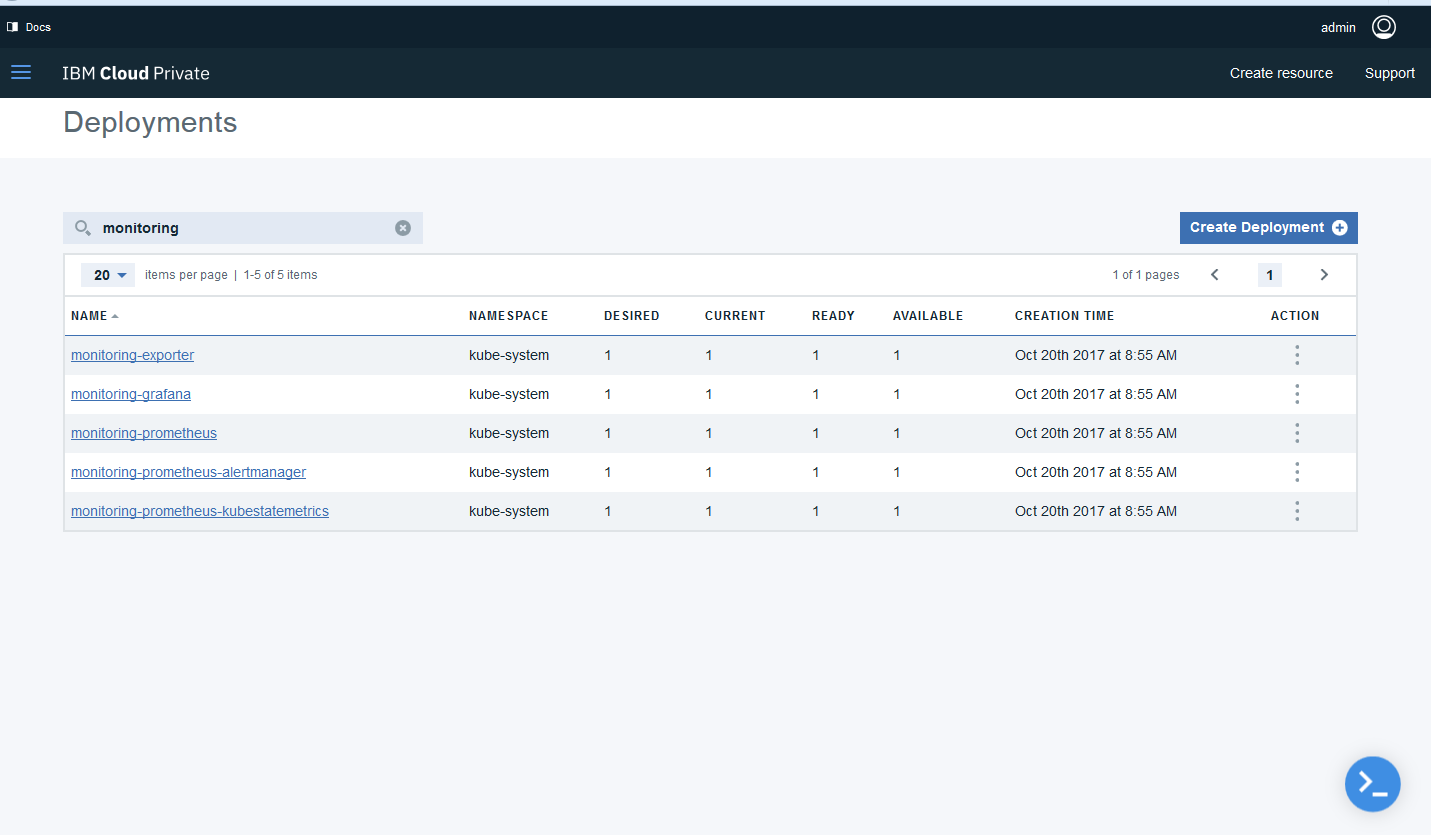 Docs admin
IBM Cloud Private Create resource Support
Deployments
monitoring Create Deployment
20 items per page | 1-5 of 5 items 1 of 1 pages 1
NAME NAMESPACE DESIRED CURRENT READY AVAILABLE CREATION TIME ACTION
monitoring-exporter kube-system 1 1 1 1 Oct 20th 2017 at 8:55 AM
monitoring-grafana kube-system 1 1 1 1 Oct 20th 2017 at 8:55 AM
monitoring-prometheus kube-system 1 1 1 1 Oct 20th 2017 at 8:55 AM
monitoring-prometheus-alertmanager kube-system 1 1 1 1 Oct 20th 2017 at 8:55 AM
monitoring-prometheus-kubestatemetrics kube-system 1 1 1 1 Oct 20th 2017 at 8:55 AM